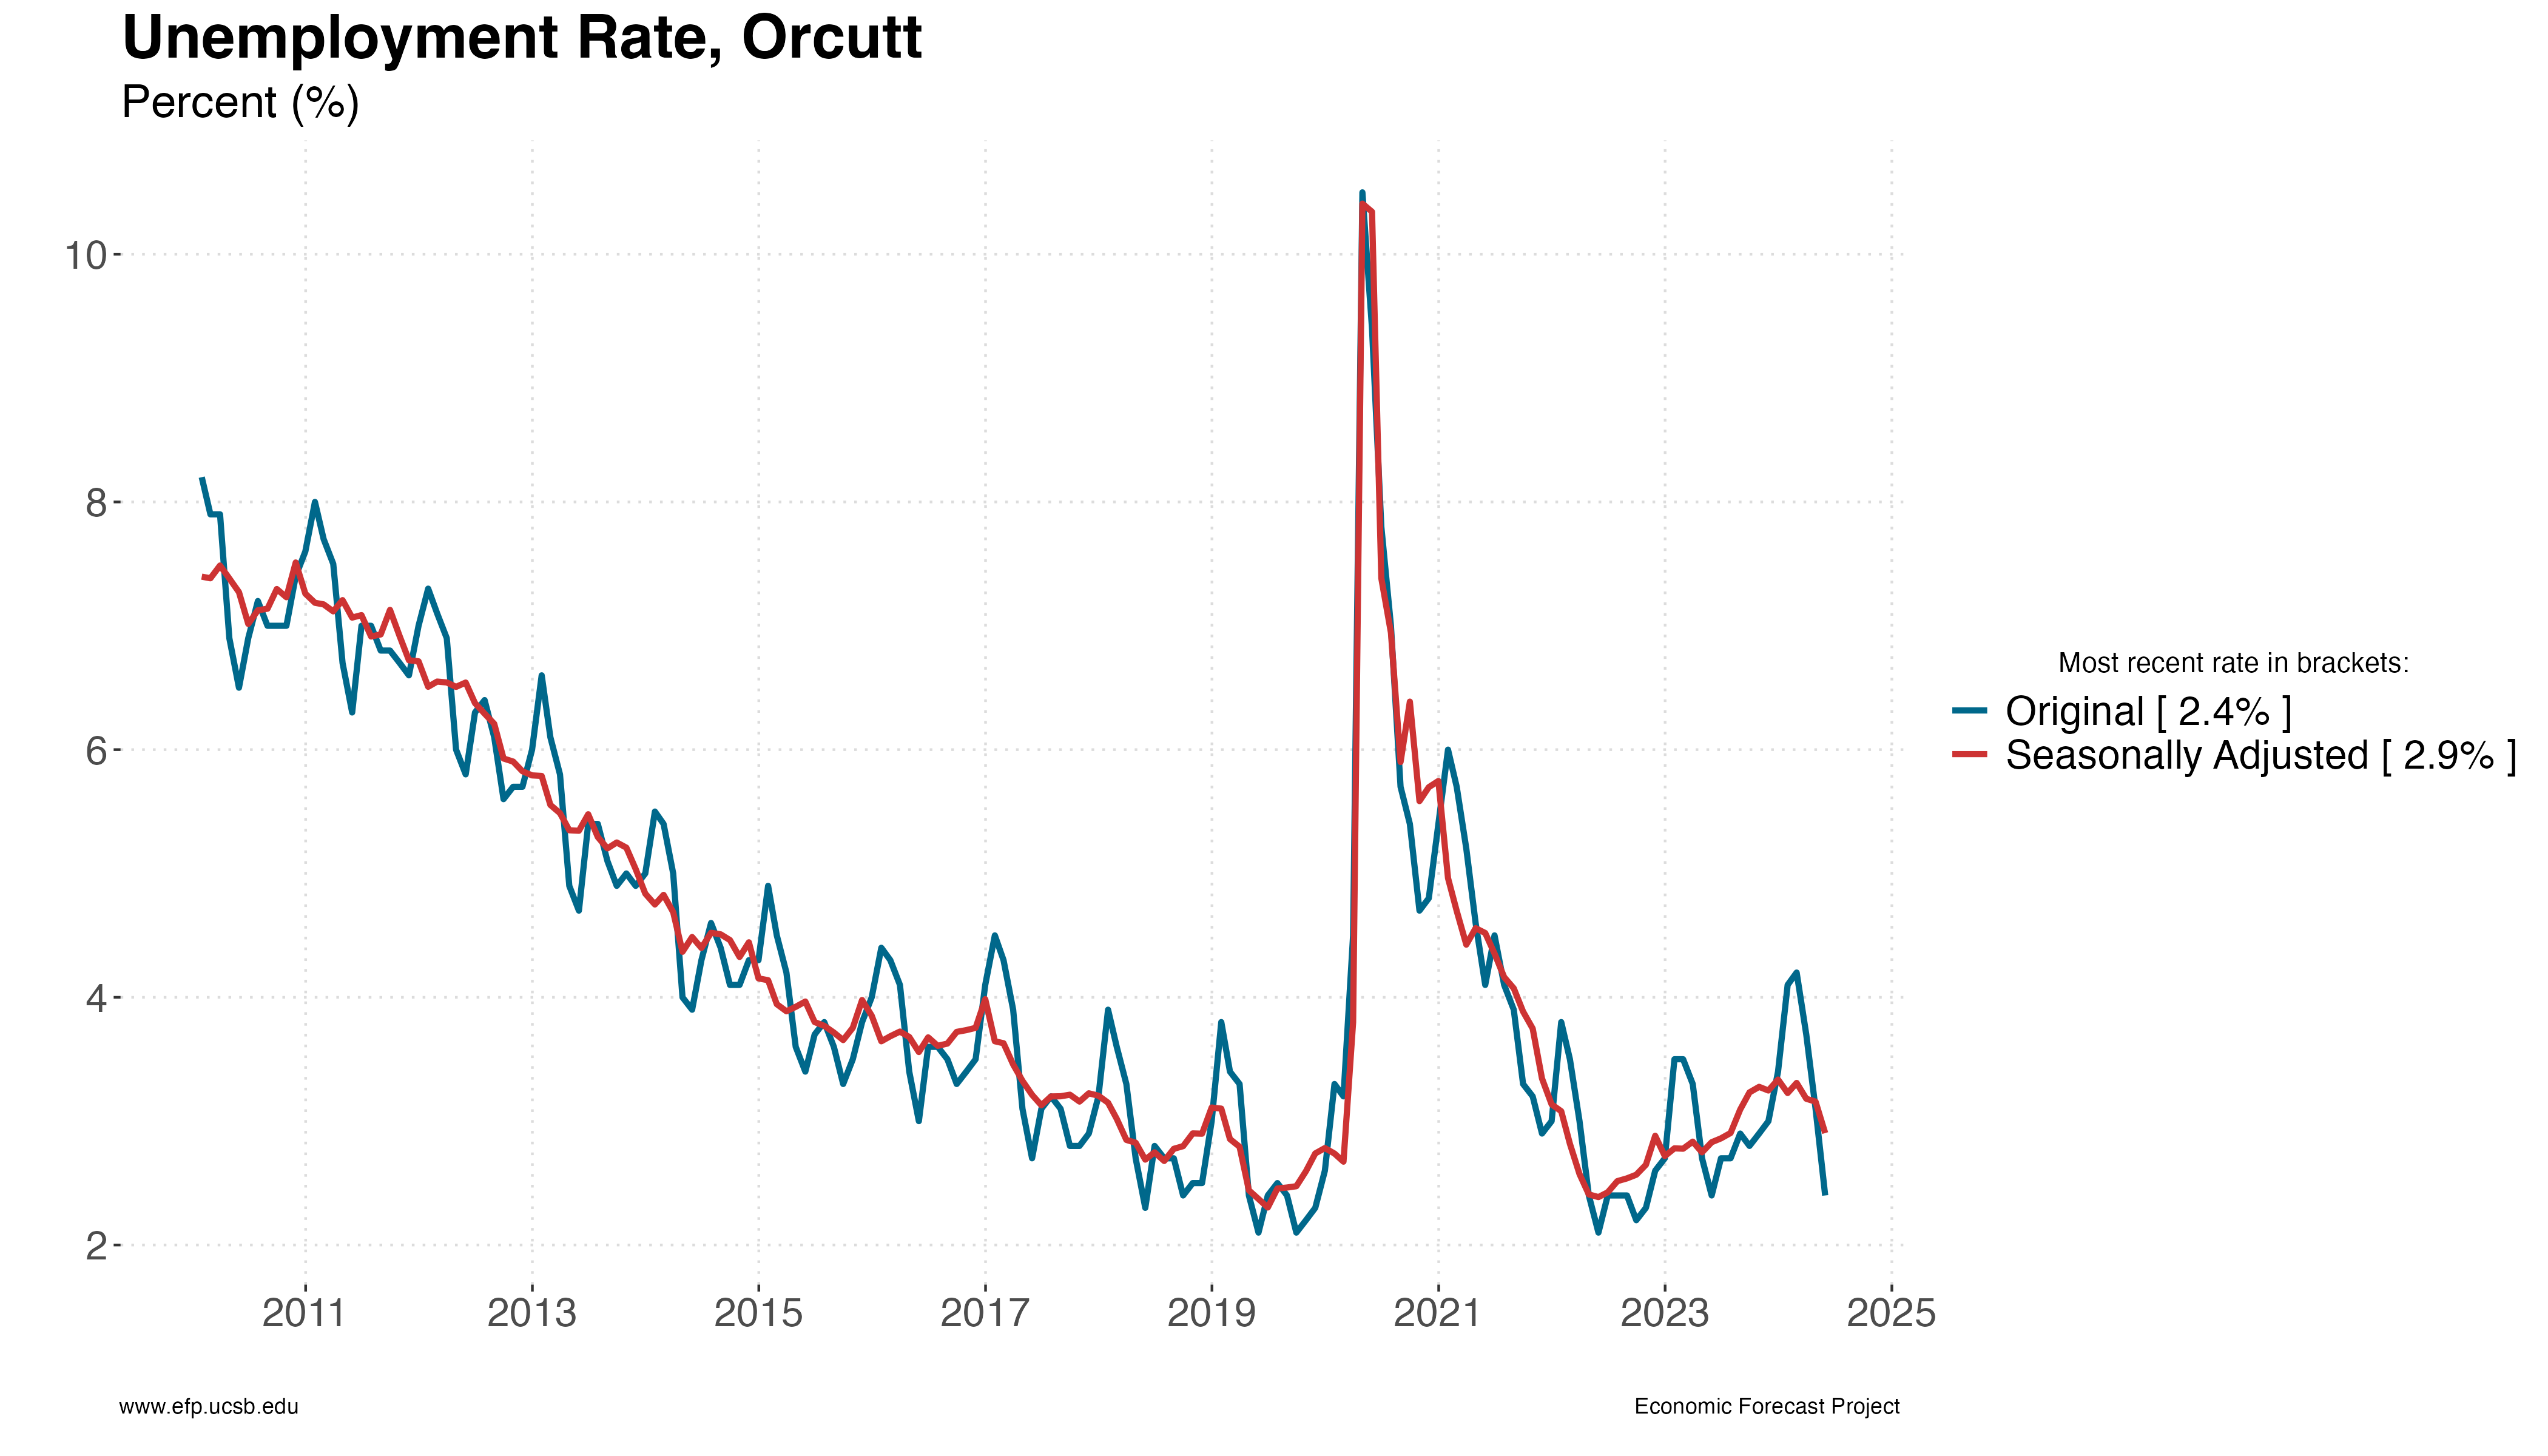 Unemployment Rate, Orcutt
Percent (%)
10
8
6
4
2
2011 2013 2015 2017 2019 2021 2023 2025
Most recent rate in brackets:
Original [ 2.4% ]
Seasonally Adjusted [ 2.9% ]
www.efp.ucsb.edu
Economic Forecast Project